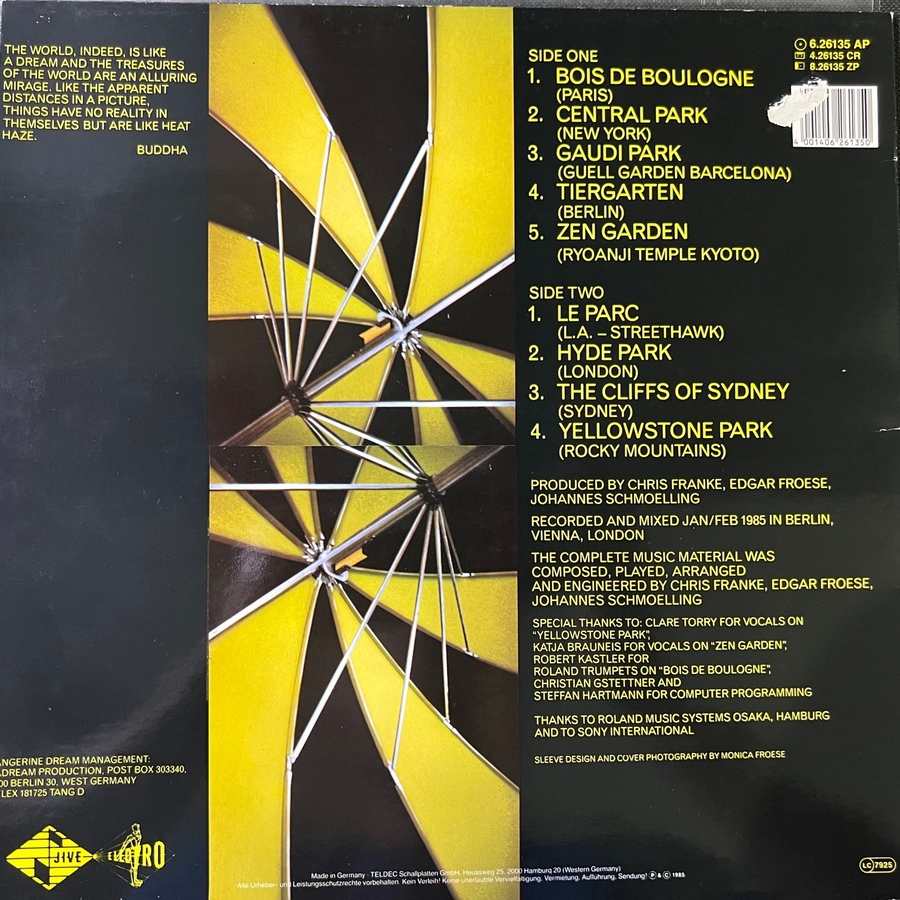 THE WORLD, INDEED, IS LIKE
A DREAM AND THE TREASURES
OF THE WORLD ARE AN ALLURING
MIRAGE. LIKE THE APPARENT
DISTANCES IN A PICTURE,
THINGS HAVE NO REALITY IN
THEMSELVES BUT ARE LIKE HEAT
HAZE.
BUDDHA
6.26135 AP
4.26135 CR
8.26135 ZP
4 001406 261350
SIDE ONE
1. BOIS DE BOULOGNE
(PARIS)
2. CENTRAL PARK
(NEW YORK)
3. GAUDI PARK
(GUELL GARDEN BARCELONA)
4. TIERGARTEN
(BERLIN)
5. ZEN GARDEN
(RYOANJI TEMPLE KYOTO)
SIDE TWO
1. LE PARC
(L.A. – STREETHAWK)
2. HYDE PARK
(LONDON)
3. THE CLIFFS OF SYDNEY
(SYDNEY)
4. YELLOWSTONE PARK
(ROCKY MOUNTAINS)
PRODUCED BY CHRIS FRANKE, EDGAR FROESE,
JOHANNES SCHMOELLING
RECORDED AND MIXED JAN/FEB 1985 IN BERLIN,
VIENNA, LONDON
THE COMPLETE MUSIC MATERIAL WAS
COMPOSED, PLAYED, ARRANGED
AND ENGINEERED BY CHRIS FRANKE, EDGAR FROESE,
JOHANNES SCHMOELLING
SPECIAL THANKS TO: CLARE TORRY FOR VOCALS ON
"YELLOWSTONE PARK",
KATJA BRAUNEIS FOR VOCALS ON "ZEN GARDEN",
ROBERT KASTLER FOR
ROLAND TRUMPETS ON "BOIS DE BOULOGNE",
CHRISTIAN GSTETTNER AND
STEFFAN HARTMANN FOR COMPUTER PROGRAMMING
THANKS TO ROLAND MUSIC SYSTEMS OSAKA, HAMBURG
AND TO SONY INTERNATIONAL
SLEEVE DESIGN AND COVER PHOTOGRAPHY BY MONICA FROESE
ANGERINE DREAM MANAGEMENT:
DREAM PRODUCTION, POST BOX 303340,
00 BERLIN 30, WEST GERMANY
LEX 181725 TANG D
JIVE ELECTRO
LC 7925
Made in Germany · TELDEC Schallplatten GmbH, Heussweg 25, 2000 Hamburg 20 (Western Germany)
Alle Urheber- und Leistungsschutzrechte vorbehalten. Kein Verleih! Keine unerlaubte Vervielfältigung, Vermietung, Aufführung, Sendung! ℗ & © 1985